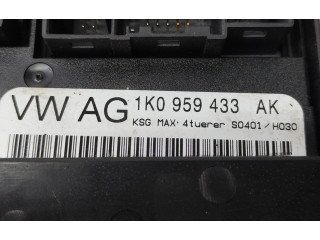 VW AG 1K0 959 433 AK
KSG MAX· 4tuerer S0401/H030